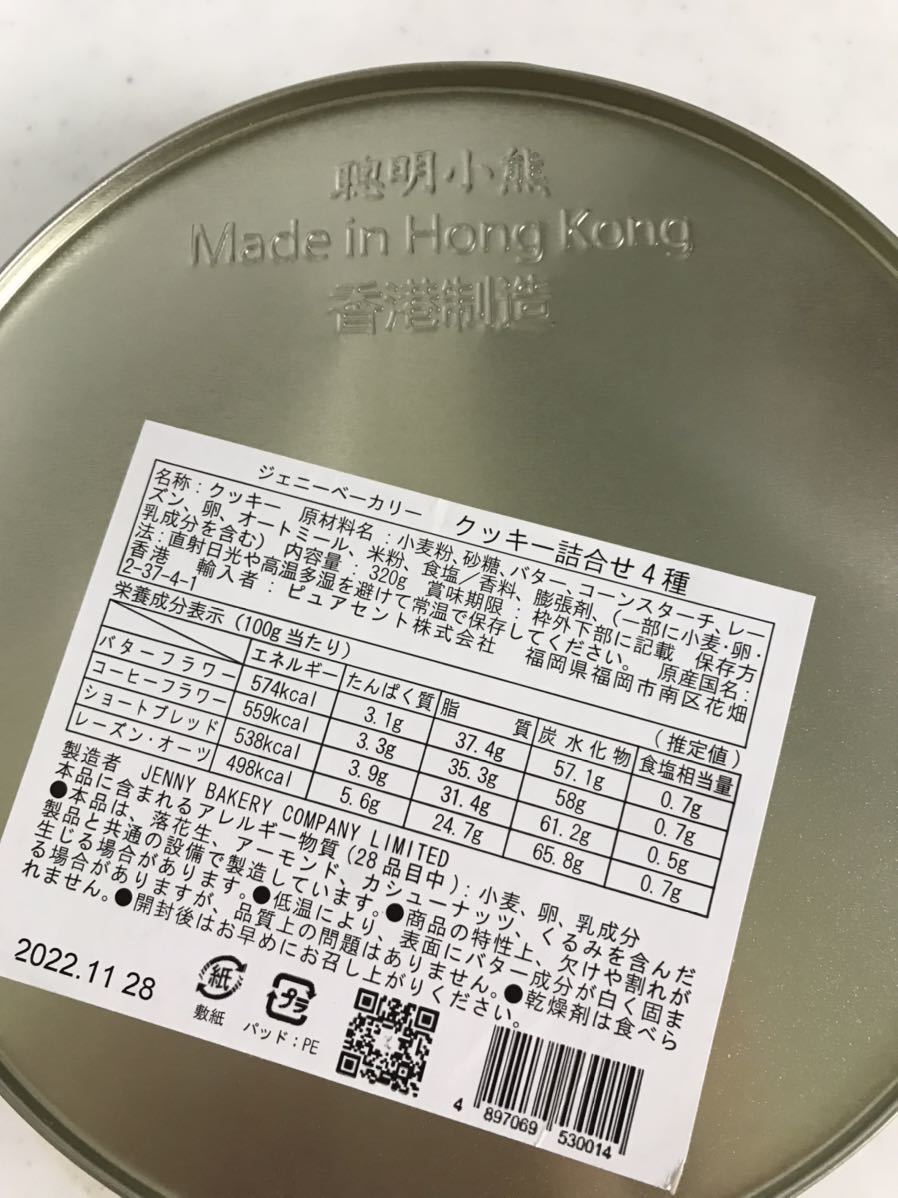 聰明小熊
Made in Hong Kong
香港制造
ジェニーベーカリー クッキー詰合せ4種
名称：クッキー 原材料名：小麦粉、砂糖、バター、コーンスターチ、レー
ズン、卵、オートミール、米粉、食塩／香料、膨張剤、（一部に小麦・卵・
乳成分を含む） 内容量：320g 賞味期限：枠外下部に記載 保存方
法：直射日光や高温多湿を避けて常温で保存してください。 原産国名：
香港 輸入者：ピュアセント株式会社 福岡県福岡市南区花畑
2-37-4-1
栄養成分表示（100g当たり） （推定値）
エネルギー たんぱく質 脂質 炭水化物 食塩相当量
バターフラワー 574kcal 3.1g 37.4g 57.1g 0.7g
コーヒーフラワー 559kcal 3.3g 35.3g 58g 0.7g
ショートブレッド 538kcal 3.9g 31.4g 61.2g 0.5g
レーズン・オーツ 498kcal 5.6g 24.7g 65.8g 0.7g
製造者 JENNY BAKERY COMPANY LIMITED
本品に含まれるアレルギー物質（28品目中）：小麦、卵、乳成分
●本品は、落花生、アーモンド、カシューナッツ、くるみを含んだ
製品と共通の設備で製造しています。●商品の特性上、欠けや割れが
生じる場合があります。●低温により、表面にバター成分が白く固ま
る場合がありますが、品質上の問題はありません。●乾燥剤は食べら
れません。●開封後はお早めにお召し上がりください。
2022.11 28
紙
敷紙
プラ
パッド：PE
4 897069 530014